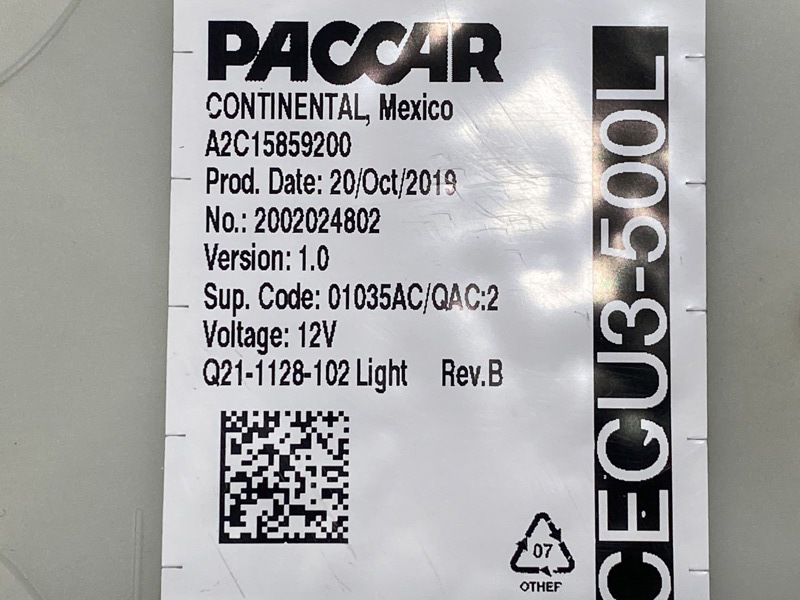 PACCAR
CONTINENTAL, Mexico
A2C15859200
Prod. Date: 20/Oct/2019
No.: 2002024802
Version: 1.0
Sup. Code: 01035AC/QAC:2
Voltage: 12V
Q21-1128-102 Light Rev.B
07
OTHER
CECU3-500L